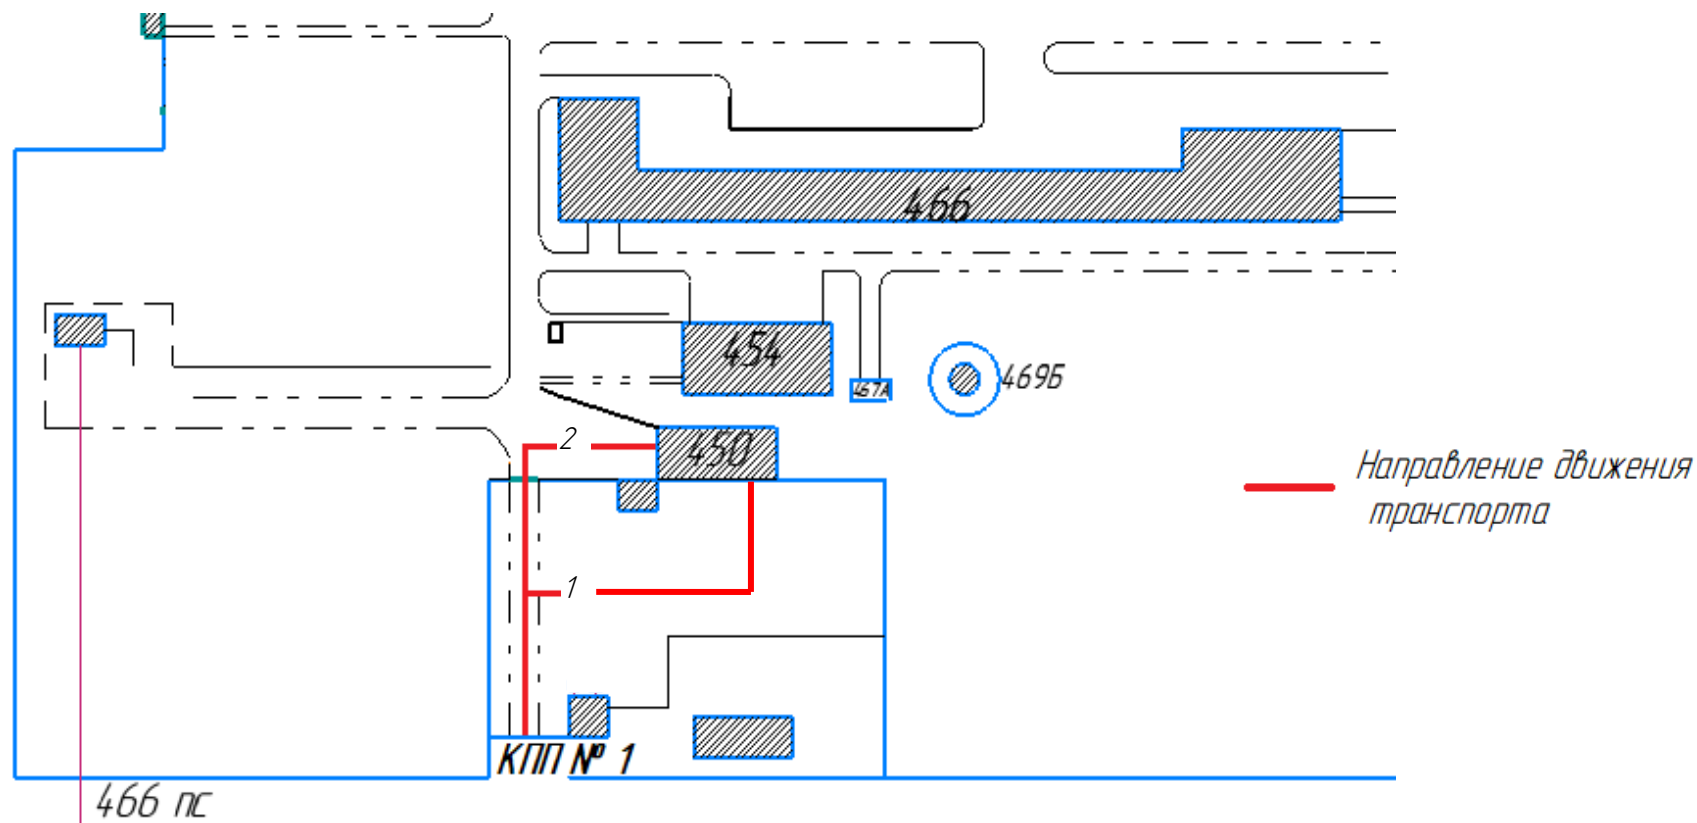 466
454
467А
469Б
2
450
Направление движения
транспорта
1
КПП № 1
466 пс